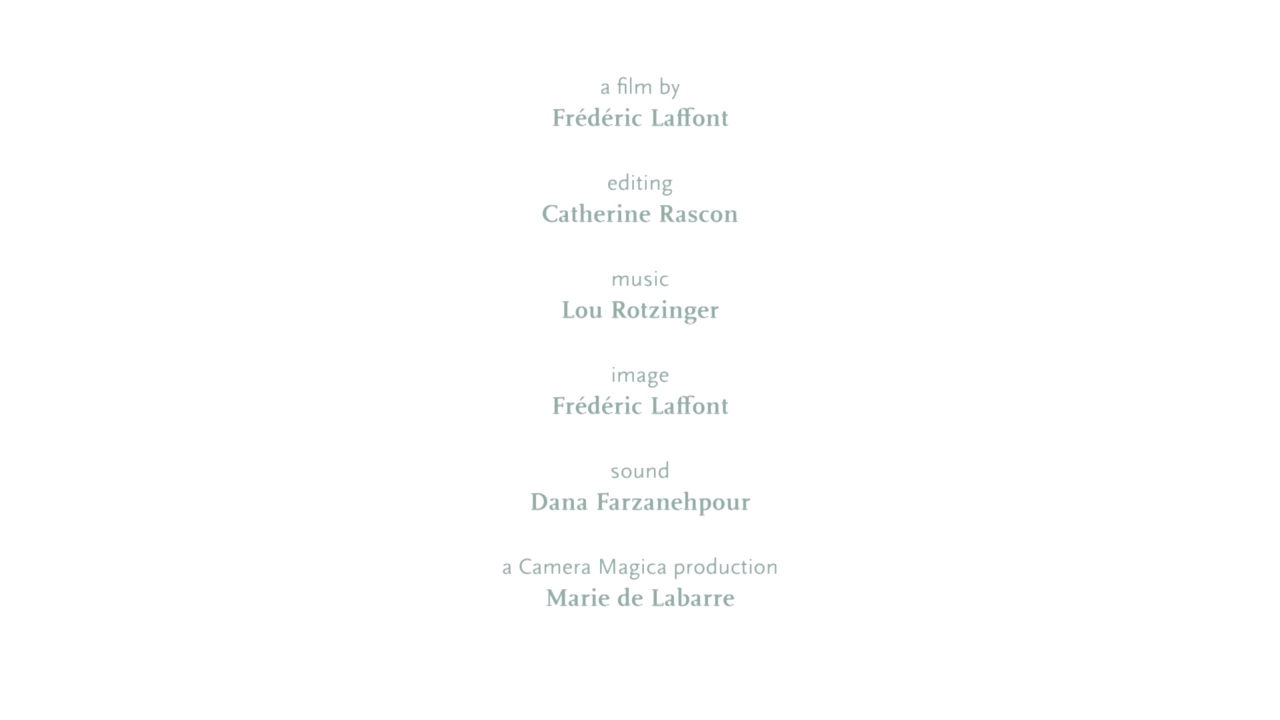 a film by
Frédéric Laffont
editing
Catherine Rascon
music
Lou Rotzinger
image
Frédéric Laffont
sound
Dana Farzanehpour
a Camera Magica production
Marie de Labarre